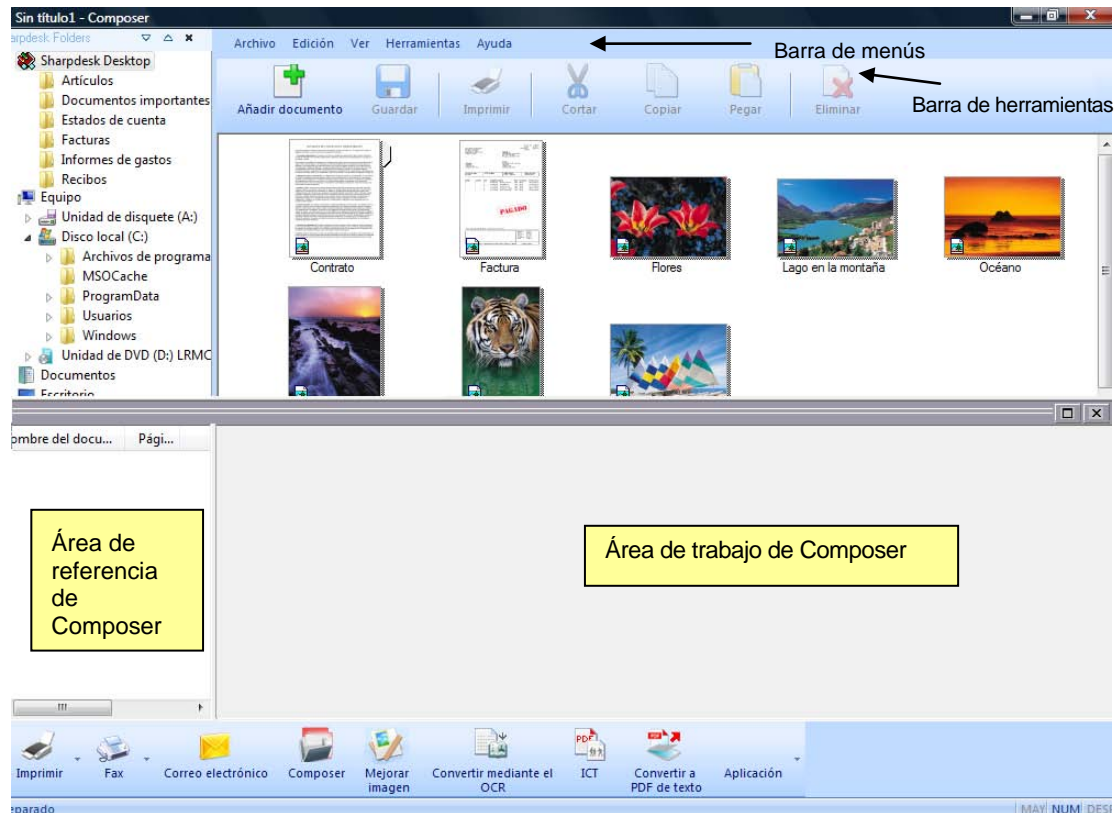 Sin título1 - Composer
Sharpdesk Desktop
Artículos
Documentos importantes
Estados de cuenta
Facturas
Informes de gastos
Recibos
Equipo
Unidad de disquete (A:)
Disco local (C:)
Archivos de programa
MSOCache
ProgramData
Usuarios
Windows
Unidad de DVD (D:) LRMC
Documentos
Escritorio
Archivo Edición Ver Herramientas Ayuda
Barra de menús
Añadir documento Guardar Imprimir Cortar Copiar Pegar Eliminar
Barra de herramientas
PAGADO
Contrato Factura Flores Lago en la montaña Océano
ombre del docu... Pági...
Área de
referencia
de
Composer
Área de trabajo de Composer
Imprimir Fax Correo electrónico Composer Mejorar imagen Convertir mediante el OCR ICT Convertir a PDF de texto Aplicación
eparado
MAY NUM DESP